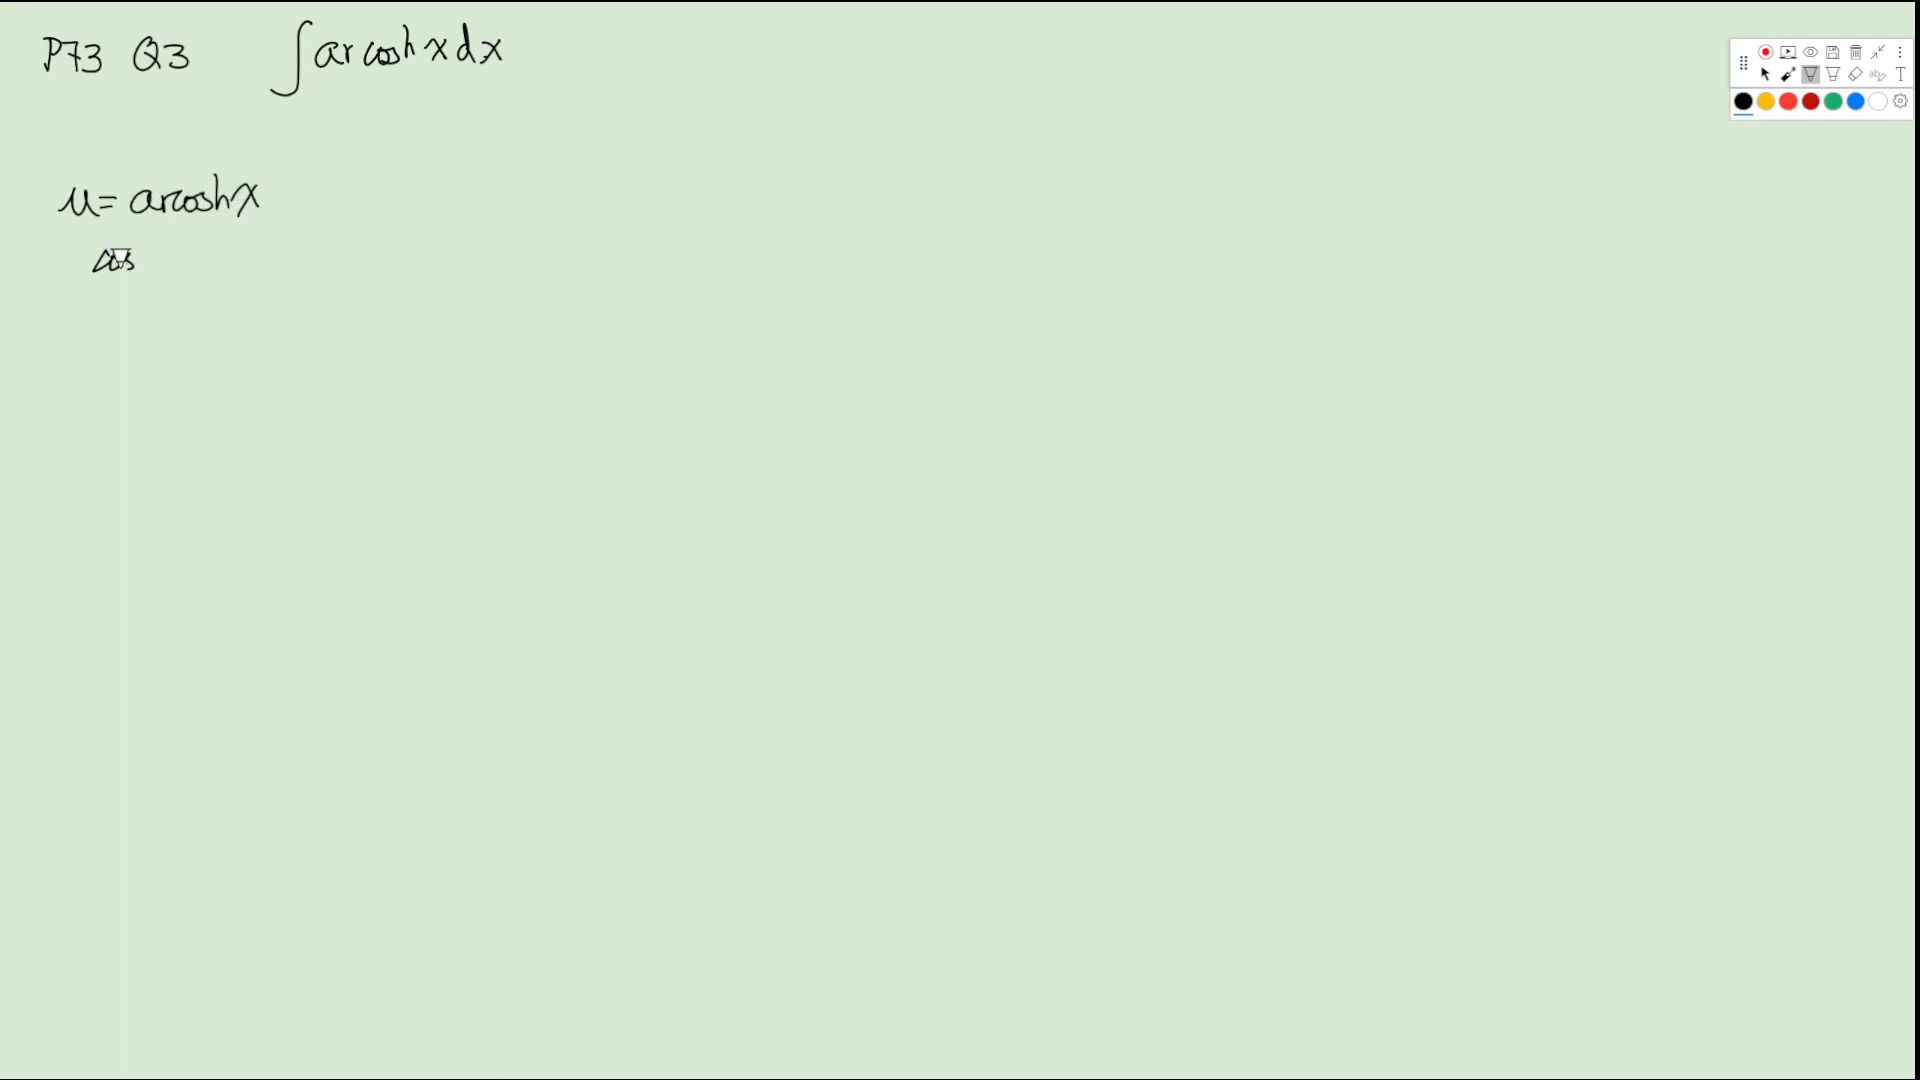 P73 Q3 ∫ arcosh x dx
u = arcosh x